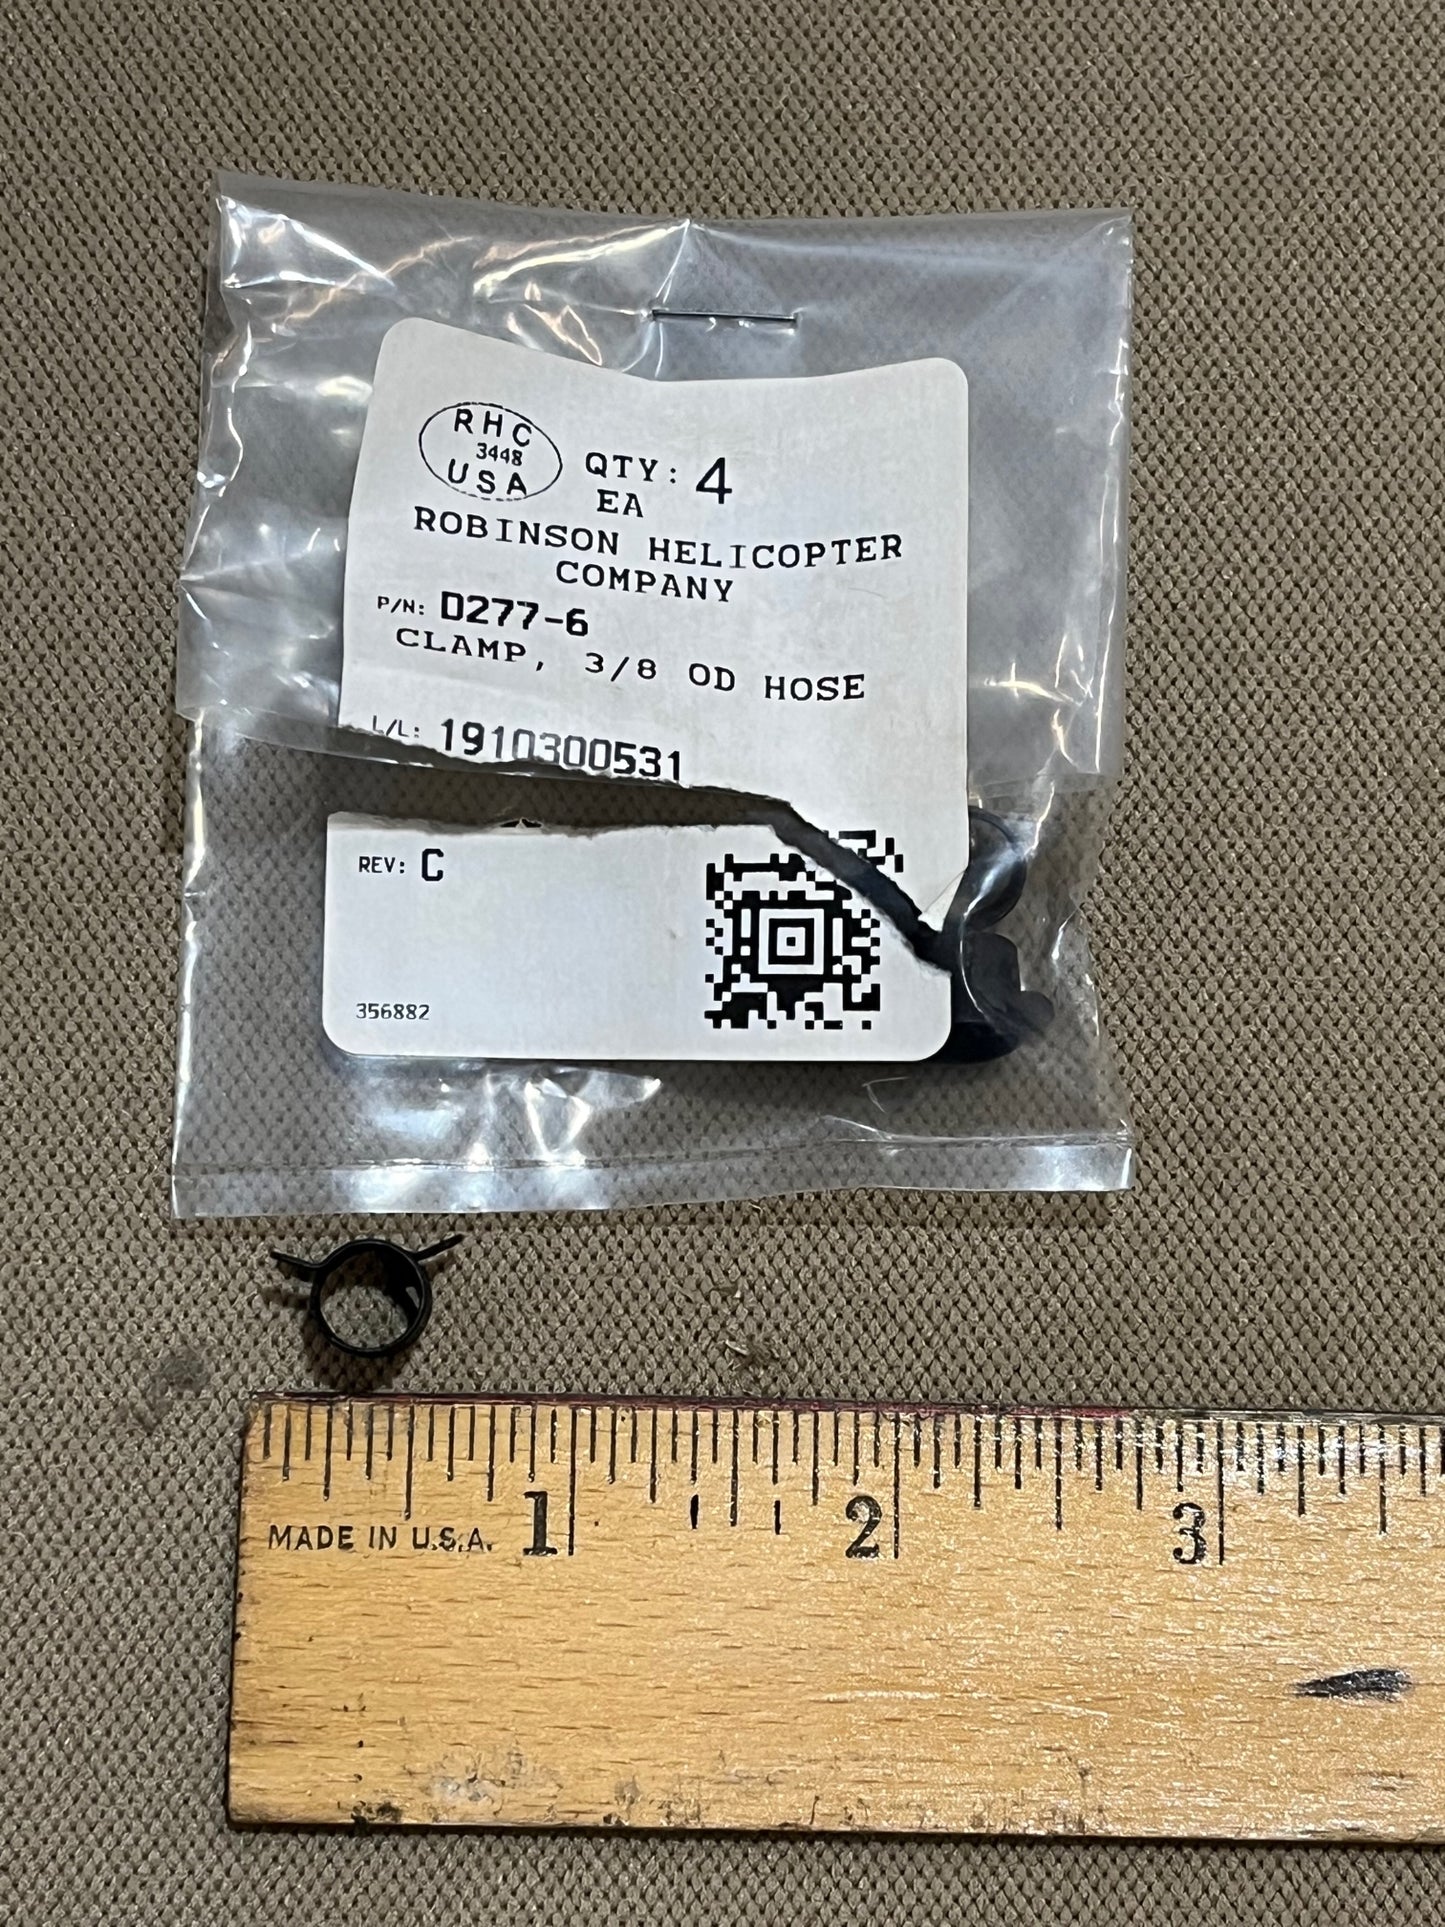 RHC
3448
USA
QTY: 4
EA
ROBINSON HELICOPTER
COMPANY
P/N: D277-6
CLAMP, 3/8 OD HOSE
L/L: 1910300531
REV: C
356882
1 2 3
MADE IN U.S.A.